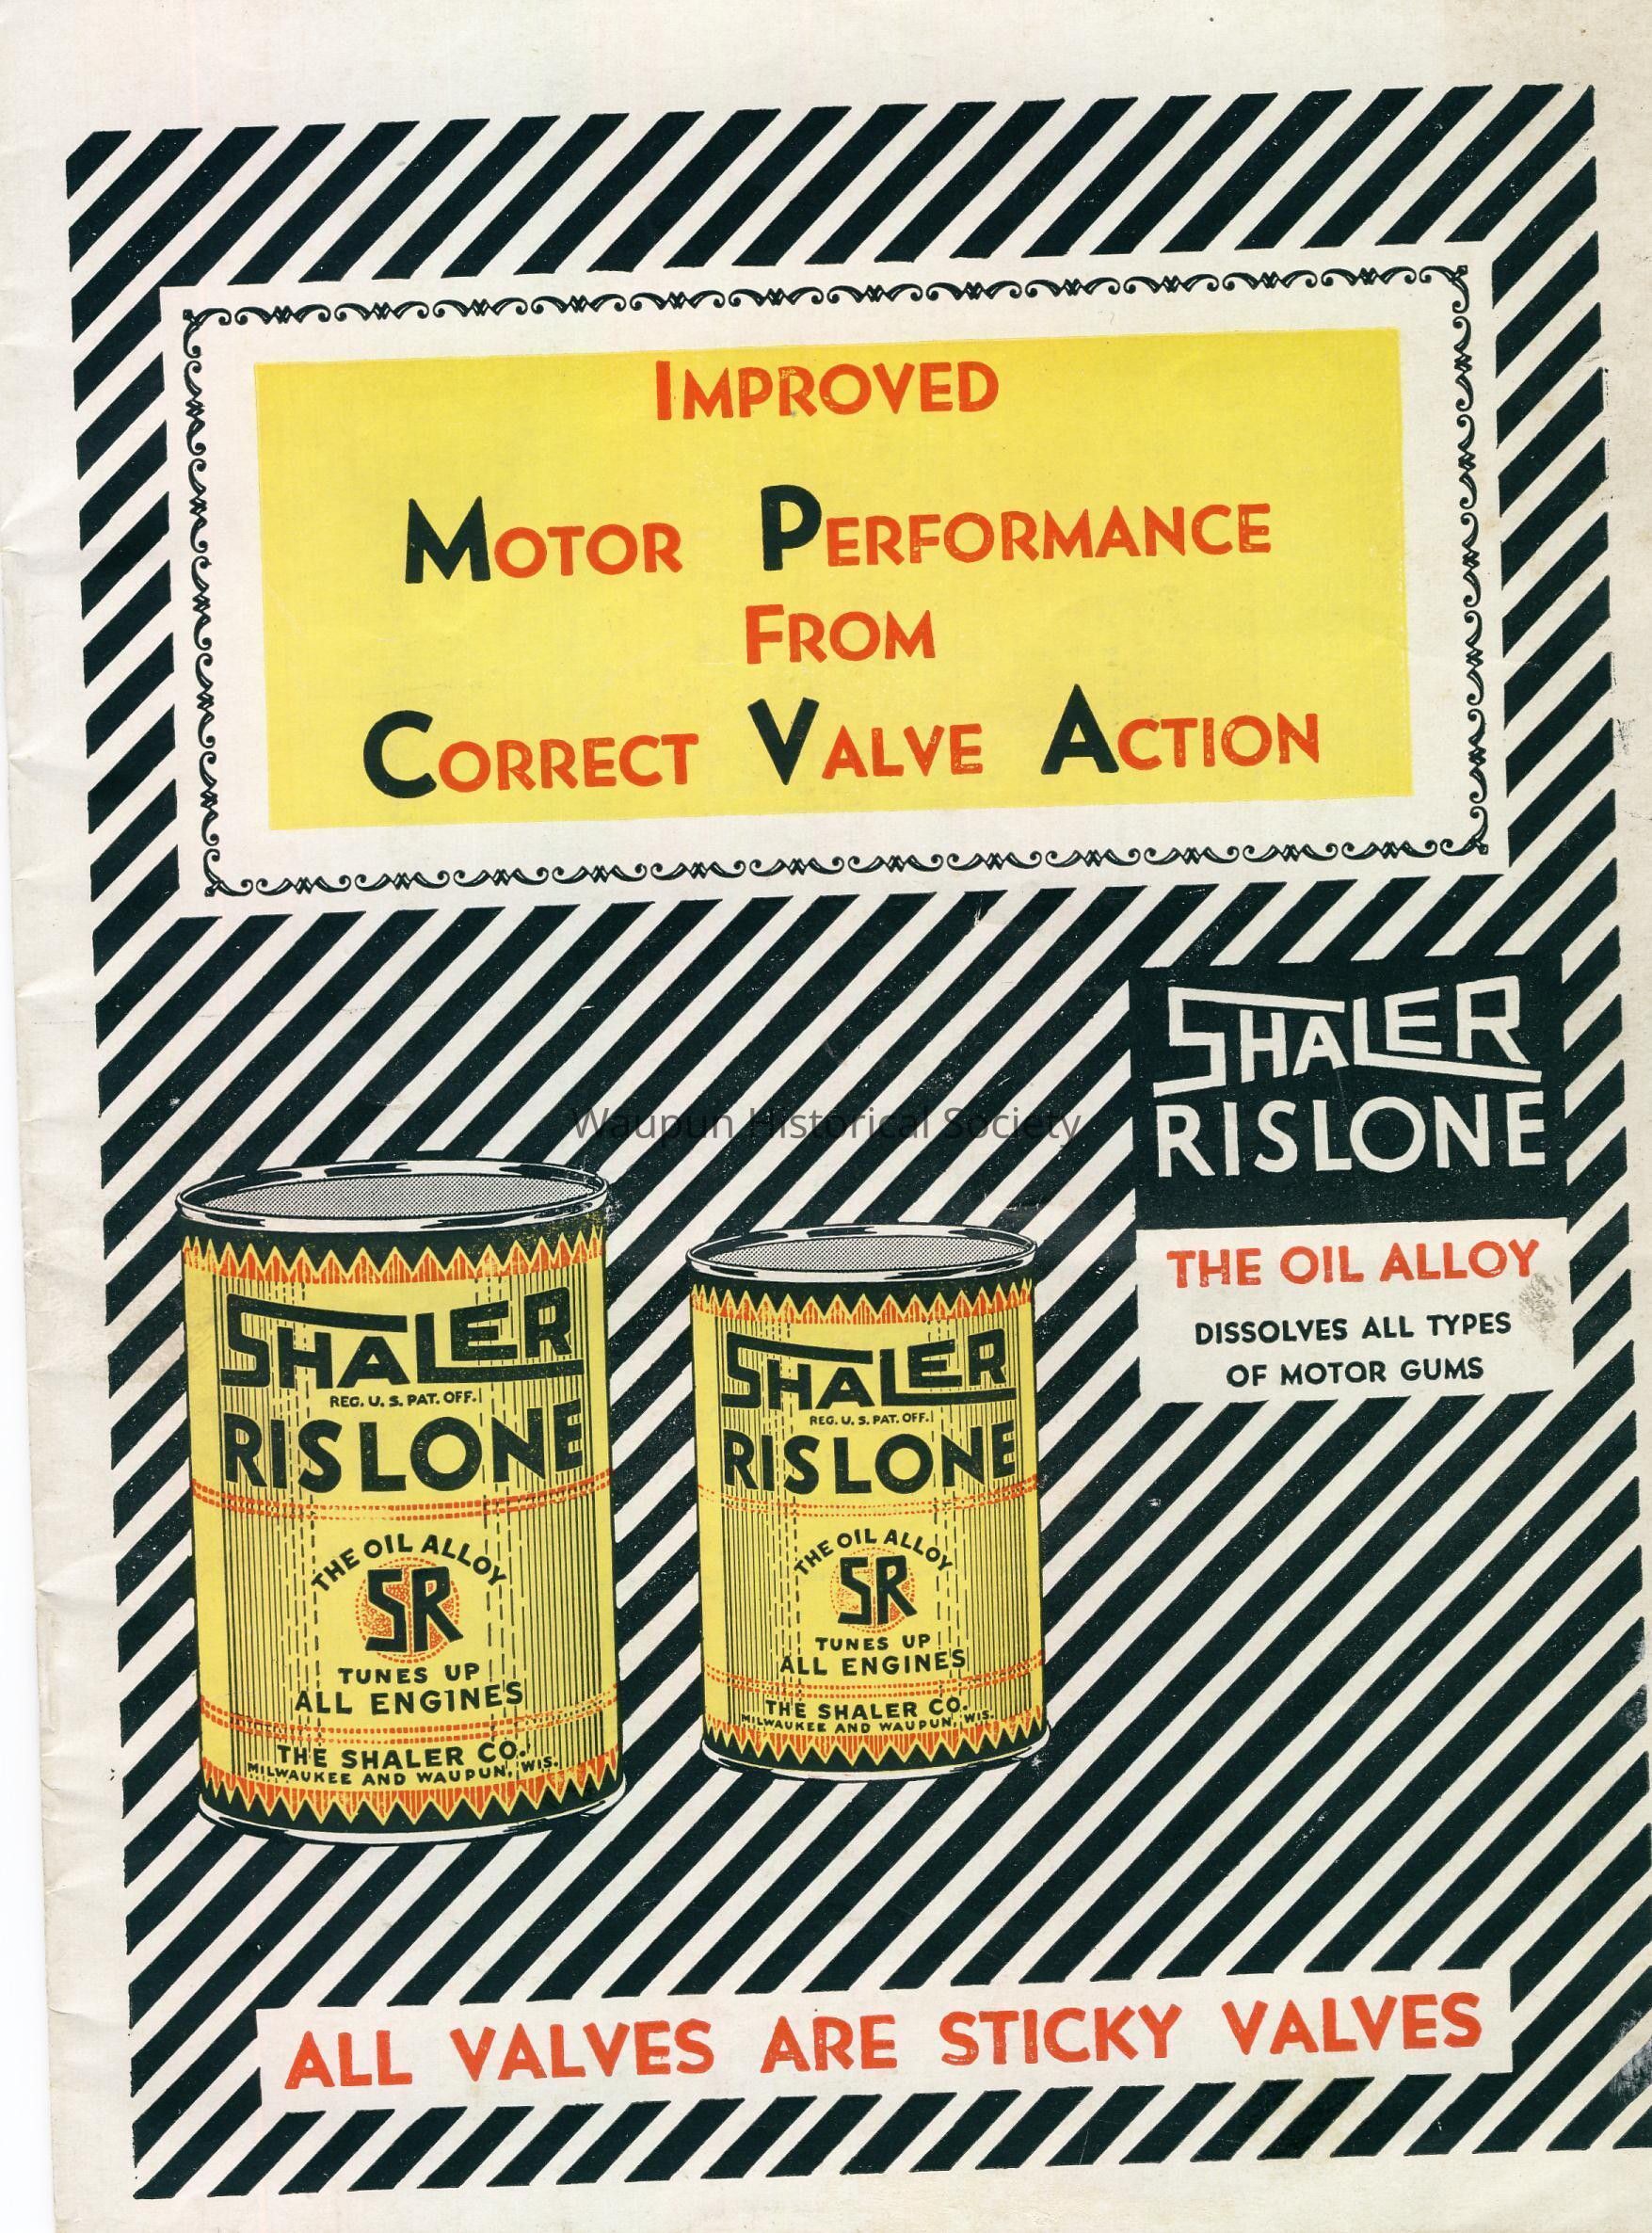 IMPROVED
MOTOR PERFORMANCE
FROM
CORRECT VALVE ACTION
SHALER
RISLONE
THE OIL ALLOY
DISSOLVES ALL TYPES
OF MOTOR GUMS
Waupun Historical Society
SHALER
REG. U. S. PAT. OFF.
RISLONE
THE OIL ALLOY
SR
TUNES UP
ALL ENGINES
THE SHALER CO.
MILWAUKEE AND WAUPUN, WIS.
SHALER
REG. U. S. PAT. OFF.
RISLONE
THE OIL ALLOY
SR
TUNES UP
ALL ENGINES
THE SHALER CO.
MILWAUKEE AND WAUPUN, WIS.
ALL VALVES ARE STICKY VALVES